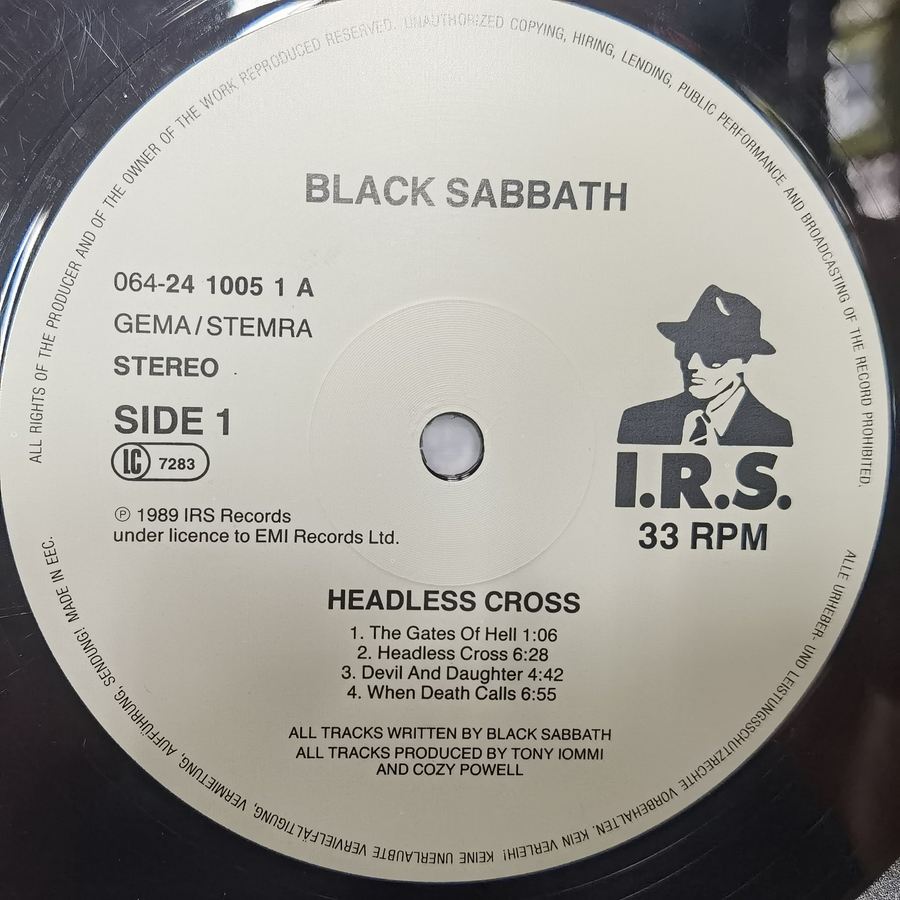 ALL RIGHTS OF THE PRODUCER AND OF THE OWNER OF THE WORK REPRODUCED RESERVED. UNAUTHORIZED COPYING, HIRING, LENDING, PUBLIC PERFORMANCE AND BROADCASTING OF THE RECORD PROHIBITED.
BLACK SABBATH
064-24 1005 1 A
GEMA/STEMRA
STEREO
SIDE 1
LC 7283
℗ 1989 IRS Records
under licence to EMI Records Ltd.
I.R.S.
33 RPM
HEADLESS CROSS
1. The Gates Of Hell 1:06
2. Headless Cross 6:28
3. Devil And Daughter 4:42
4. When Death Calls 6:55
ALL TRACKS WRITTEN BY BLACK SABBATH
ALL TRACKS PRODUCED BY TONY IOMMI
AND COZY POWELL
ALLE URHEBER- UND LEISTUNGSSCHUTZRECHTE VORBEHALTEN. KEIN VERLEIH! KEINE UNERLAUBTE VERVIELFÄLTIGUNG, VERMIETUNG, AUFFÜHRUNG, SENDUNG! MADE IN EEC.